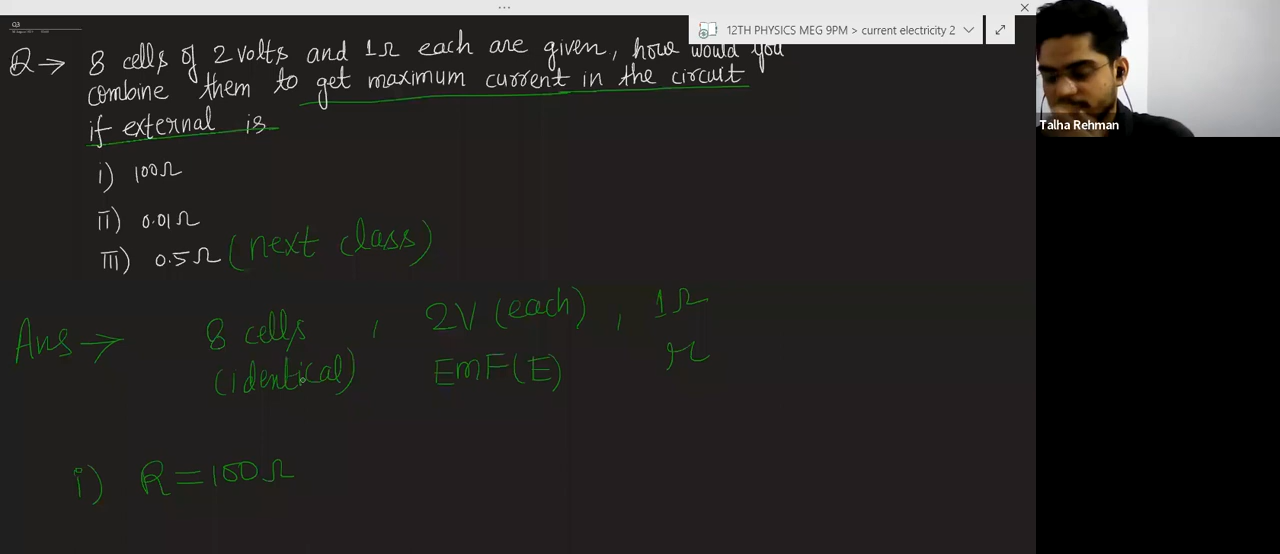 Q3
12TH PHYSICS MEG 9PM > current electricity 2
Q → 8 cells of 2 volts and 1Ω each are given, how would you
combine them to get maximum current in the circuit
if external is
i) 100Ω
II) 0.01Ω
III) 0.5Ω (next class)
Talha Rehman
Ans → 8 cells , 2V (each) , 1Ω
(identical) EmF(E) r
i) R = 100Ω